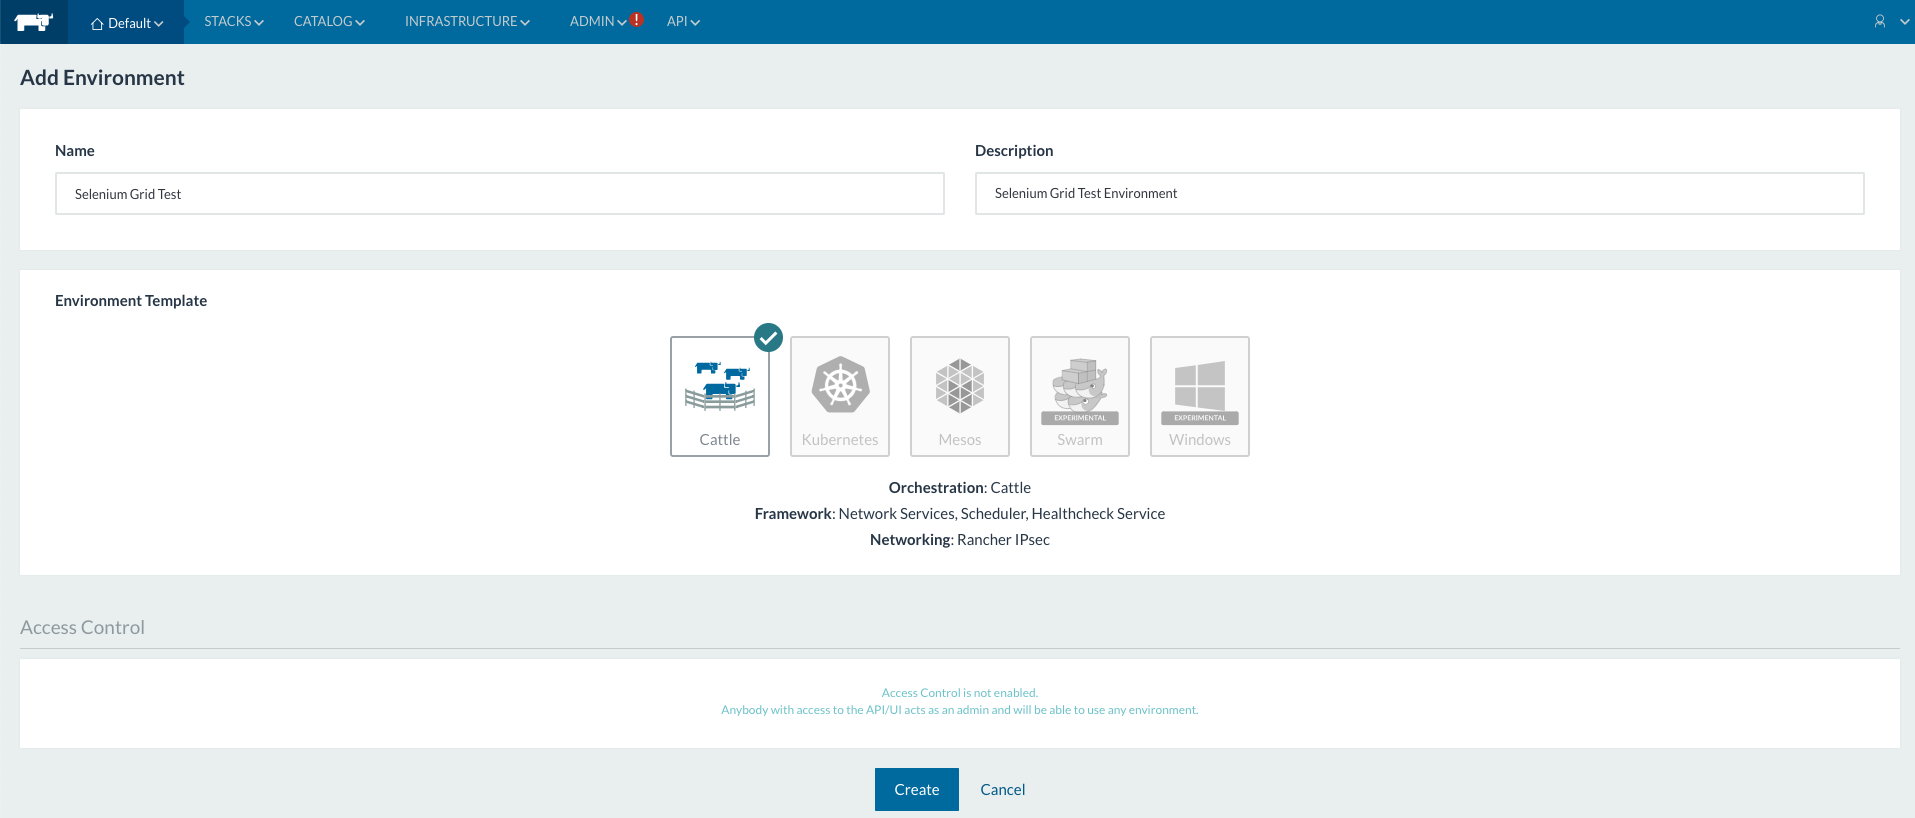 Default STACKS CATALOG INFRASTRUCTURE ADMIN ! API
Add Environment
Name Description
Selenium Grid Test Selenium Grid Test Environment
Environment Template
EXPERIMENTAL EXPERIMENTAL
Cattle Kubernetes Mesos Swarm Windows
Orchestration: Cattle
Framework: Network Services, Scheduler, Healthcheck Service
Networking: Rancher IPsec
Access Control
Access Control is not enabled.
Anybody with access to the API/UI acts as an admin and will be able to use any environment.
Create Cancel